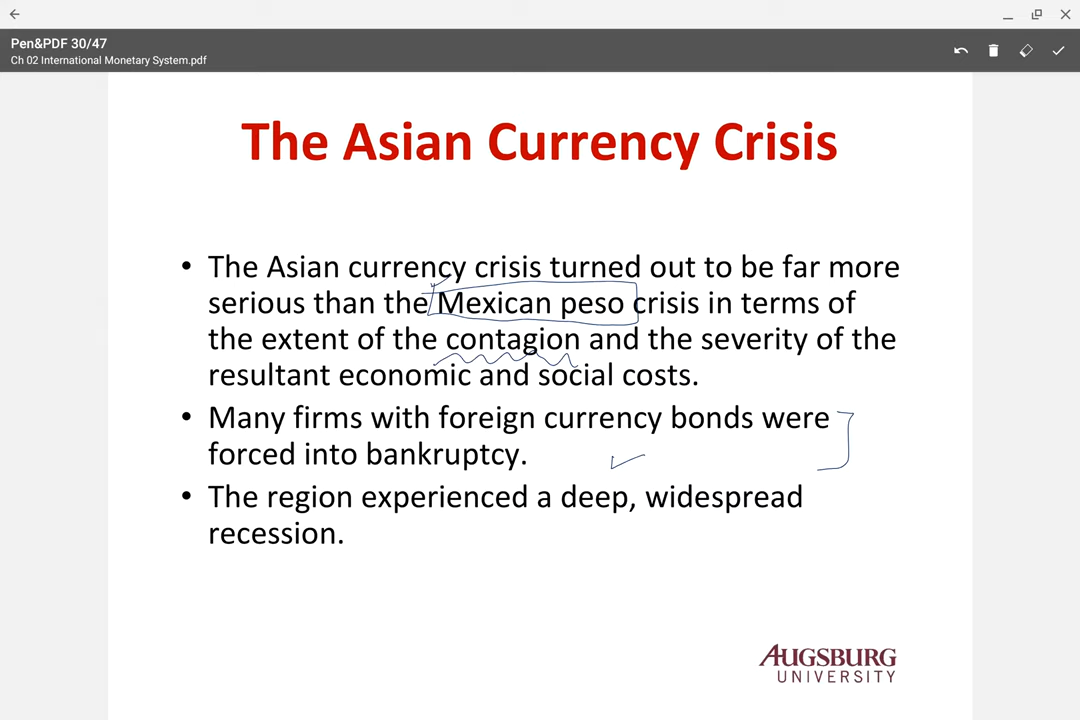 Pen&PDF 30/47
Ch 02 International Monetary System.pdf
The Asian Currency Crisis
• The Asian currency crisis turned out to be far more
serious than the Mexican peso crisis in terms of
the extent of the contagion and the severity of the
resultant economic and social costs.
• Many firms with foreign currency bonds were
forced into bankruptcy.
• The region experienced a deep, widespread
recession.
AUGSBURG
UNIVERSITY